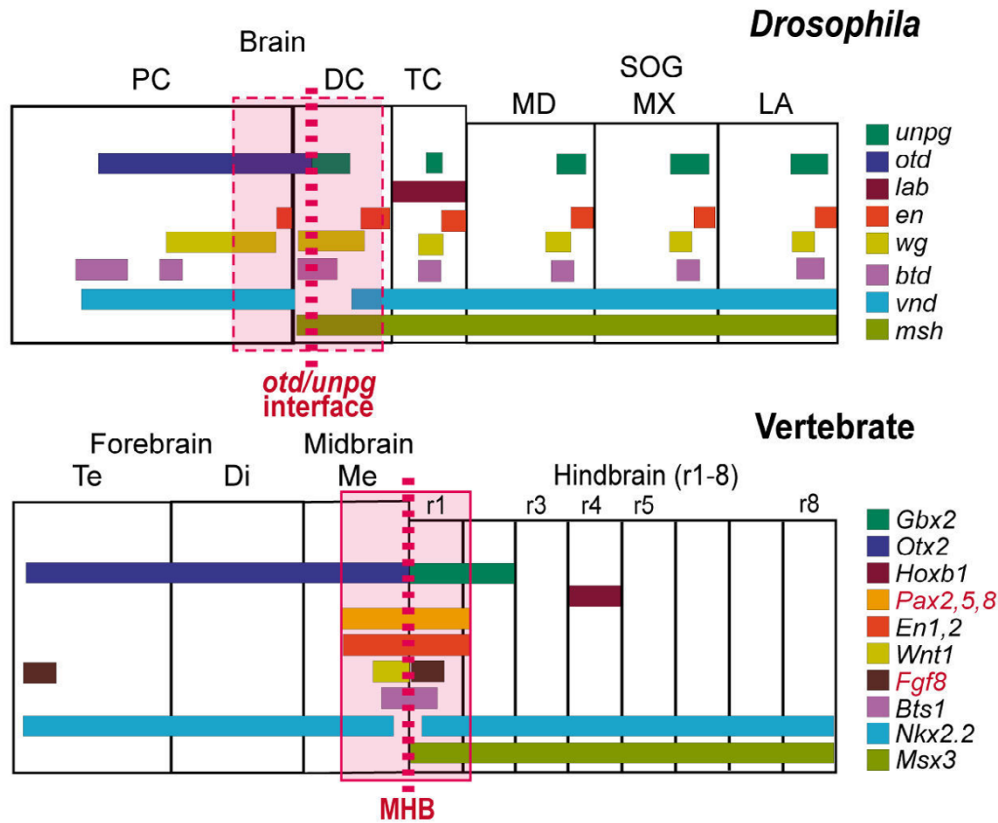 Drosophila
Brain
PC DC TC SOG
MD MX LA
unpg
otd
lab
en
wg
btd
vnd
msh
otd/unpg
interface
Vertebrate
Forebrain Midbrain
Te Di Me Hindbrain (r1-8)
r1 r3 r4 r5 r8
Gbx2
Otx2
Hoxb1
Pax2,5,8
En1,2
Wnt1
Fgf8
Bts1
Nkx2.2
Msx3
MHB